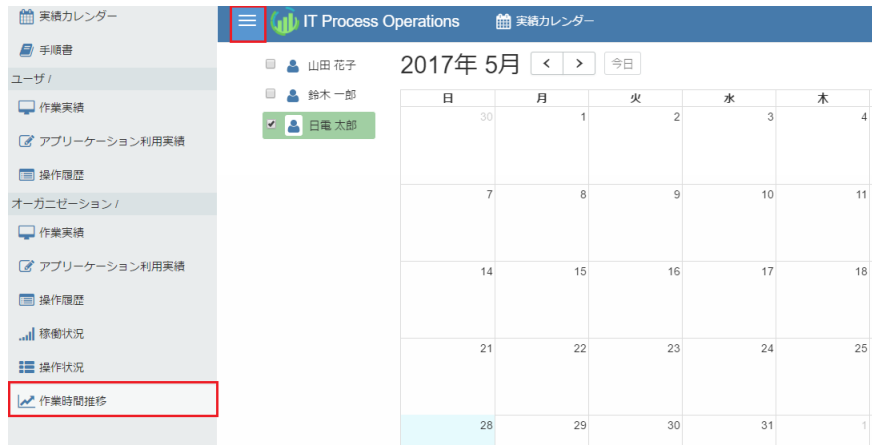 実績カレンダー
手順書
ユーザ /
作業実績
アプリケーション利用実績
操作履歴
オーガニゼーション /
作業実績
アプリケーション利用実績
操作履歴
稼働状況
操作状況
作業時間推移
IT Process Operations 実績カレンダー
山田 花子
鈴木 一郎
日電 太郎
2017年 5月 < > 今日
日 月 火 水 木
30 1 2 3 4
7 8 9 10 11
14 15 16 17 18
21 22 23 24 25
28 29 30 31 1